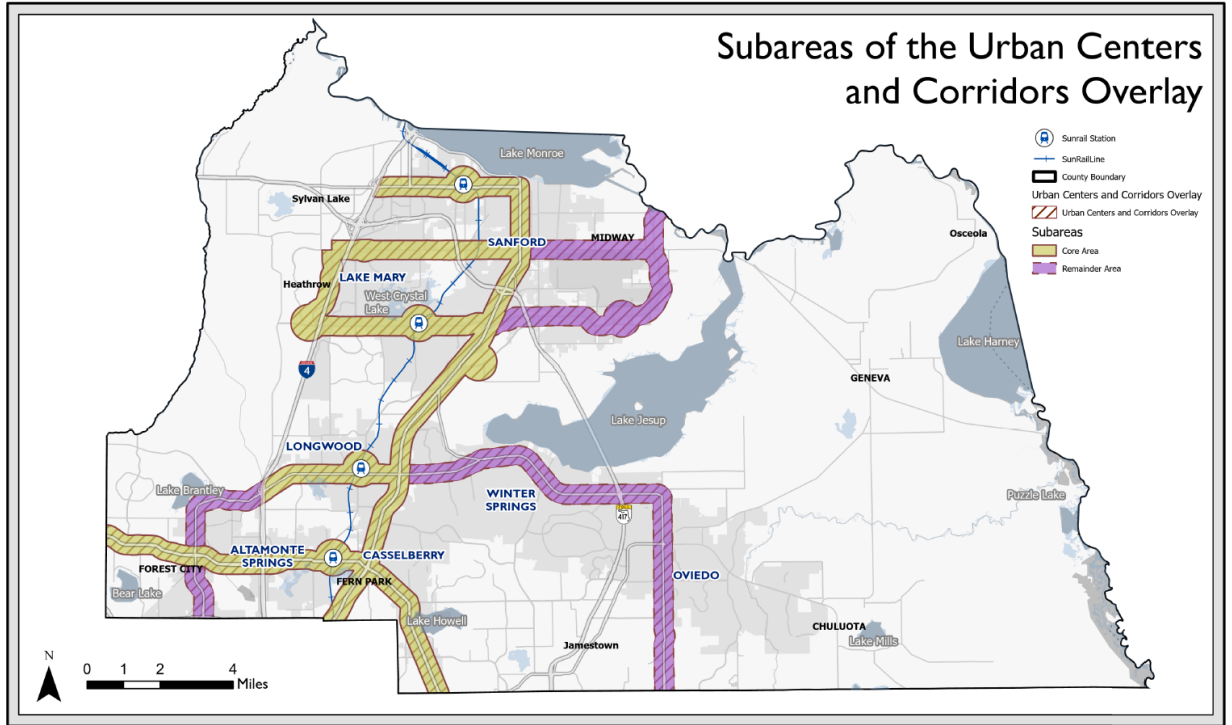 Subareas of the Urban Centers
and Corridors Overlay
Sunrail Station
SunRailLine
County Boundary
Urban Centers and Corridors Overlay
Urban Centers and Corridors Overlay
Subareas
Core Area
Remainder Area
Lake Monroe
Sylvan Lake
SANFORD
MIDWAY
Osceola
LAKE MARY
Heathrow
West Crystal
Lake
Lake Harney
4
GENEVA
Lake Jesup
LONGWOOD
Lake Brantley
WINTER
SPRINGS
Puzzle Lake
417
ALTAMONTE
SPRINGS
CASSELBERRY
FOREST CITY
FERN PARK
OVIEDO
Bear Lake
Lake Howell
CHULUOTA
Lake Mills
Jamestown
N
0 1 2 4
Miles